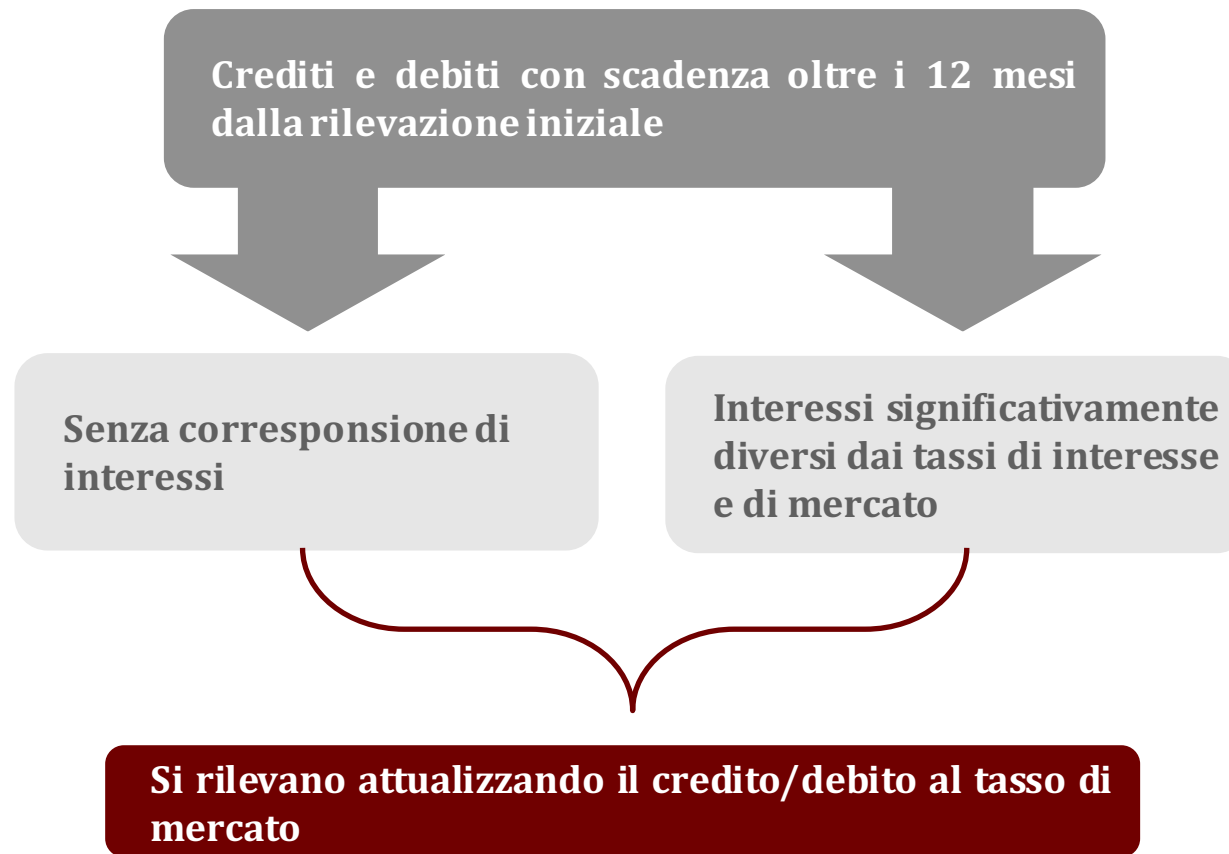 Crediti e debiti con scadenza oltre i 12 mesi
dalla rilevazione iniziale
Senza corresponsione di
interessi
Interessi significativamente
diversi dai tassi di interesse
e di mercato
Si rilevano attualizzando il credito/debito al tasso di
mercato